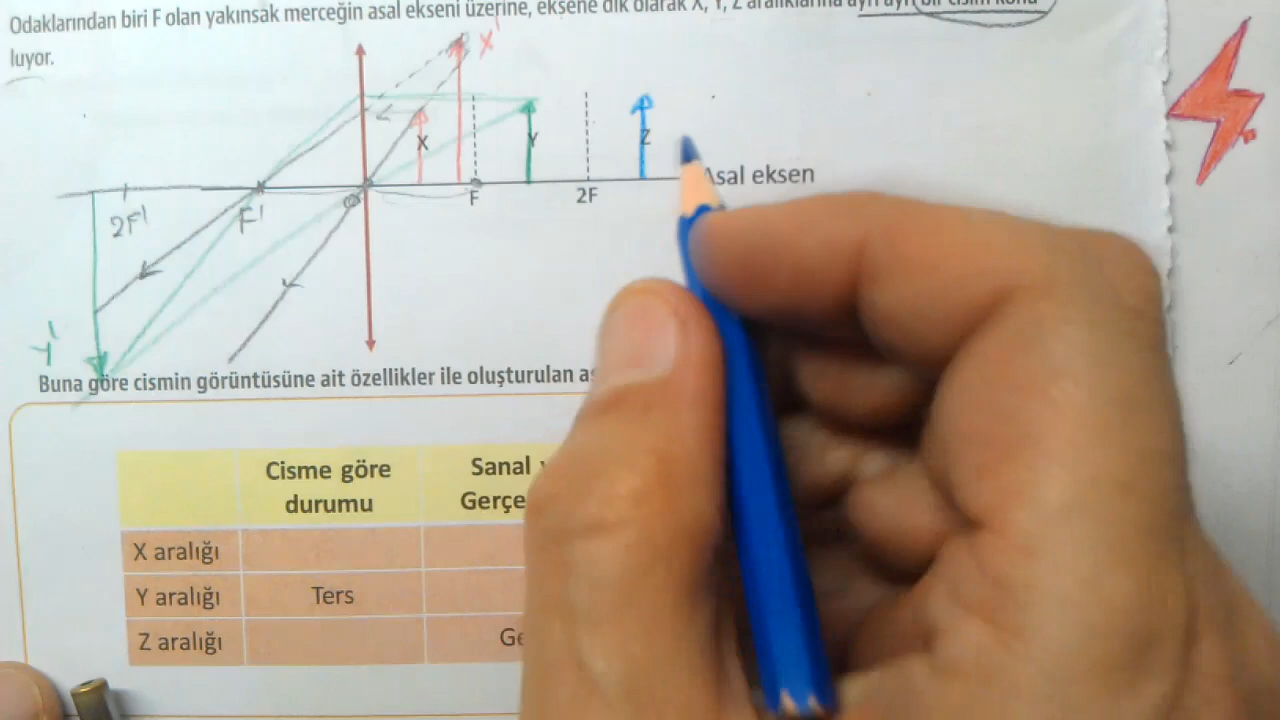 Odaklarından biri F olan yakınsak merceğin asal ekseni üzerine, eksene dik olarak X, Y, Z aralıklarına ayrı ayrı bir cisim konu-
luyor.
X'
X
Y
Z
Asal eksen
F
2F
2F'
F'
Y'
Buna göre cismin görüntüsüne ait özellikler ile oluşturulan
Cisme göre
durumu
Sanal
X aralığı
Y aralığı
Ters
Z aralığı